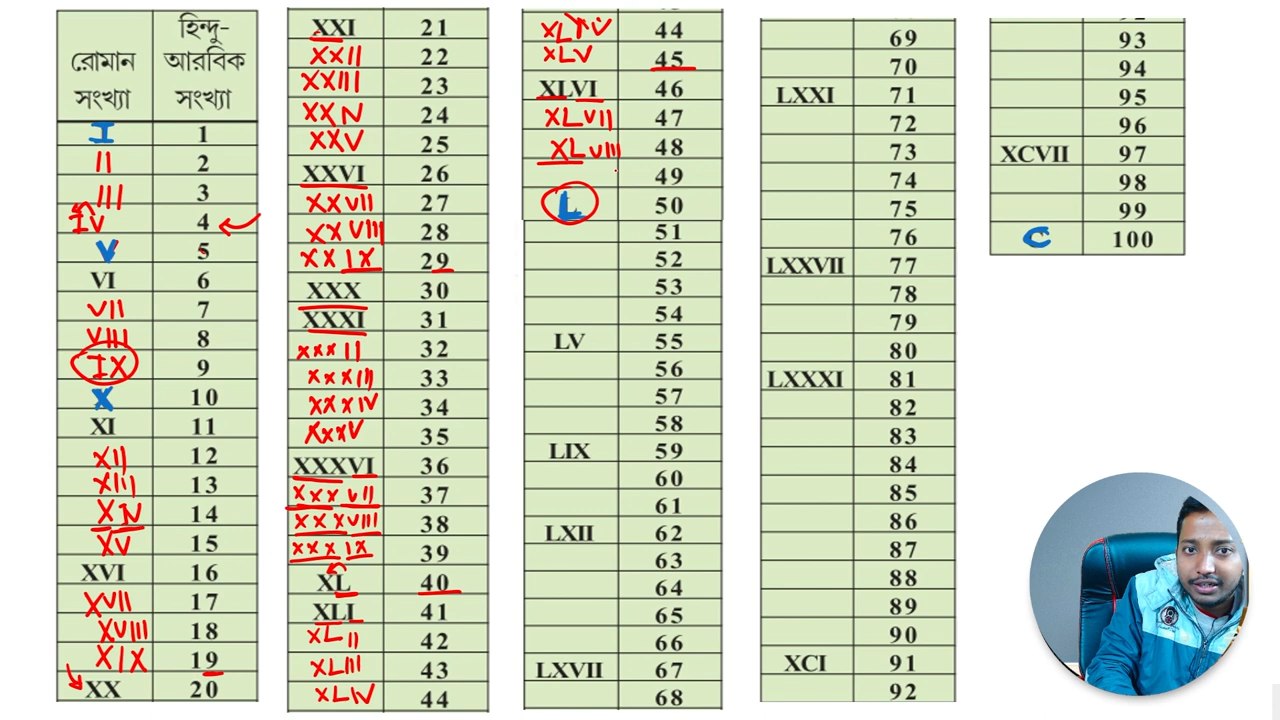 রোমান সংখ্যা হিন্দু-আরবিক সংখ্যা
I 1
II 2
III 3
IV 4
V 5
VI 6
VII 7
VIII 8
IX 9
X 10
XI 11
XII 12
XIII 13
XIV 14
XV 15
XVI 16
XVII 17
XVIII 18
XIX 19
XX 20
XXI 21
XXII 22
XXIII 23
XXIV 24
XXV 25
XXVI 26
XXVII 27
XXVIII 28
XXIX 29
XXX 30
XXXI 31
XXXII 32
XXXIII 33
XXXIV 34
XXXV 35
XXXVI 36
XXXVII 37
XXXVIII 38
XXXIX 39
XL 40
XLI 41
XLII 42
XLIII 43
XLIV 44
XLIV 44
XLV 45
XLVI 46
XLVII 47
XLVIII 48
49
L 50
51
52
53
54
LV 55
56
57
58
LIX 59
60
61
LXII 62
63
64
65
66
LXVII 67
68
69
70
LXXI 71
72
73
74
75
76
LXXVII 77
78
79
80
LXXXI 81
82
83
84
85
86
87
88
89
90
XCI 91
92
93
94
95
96
XCVII 97
98
99
C 100